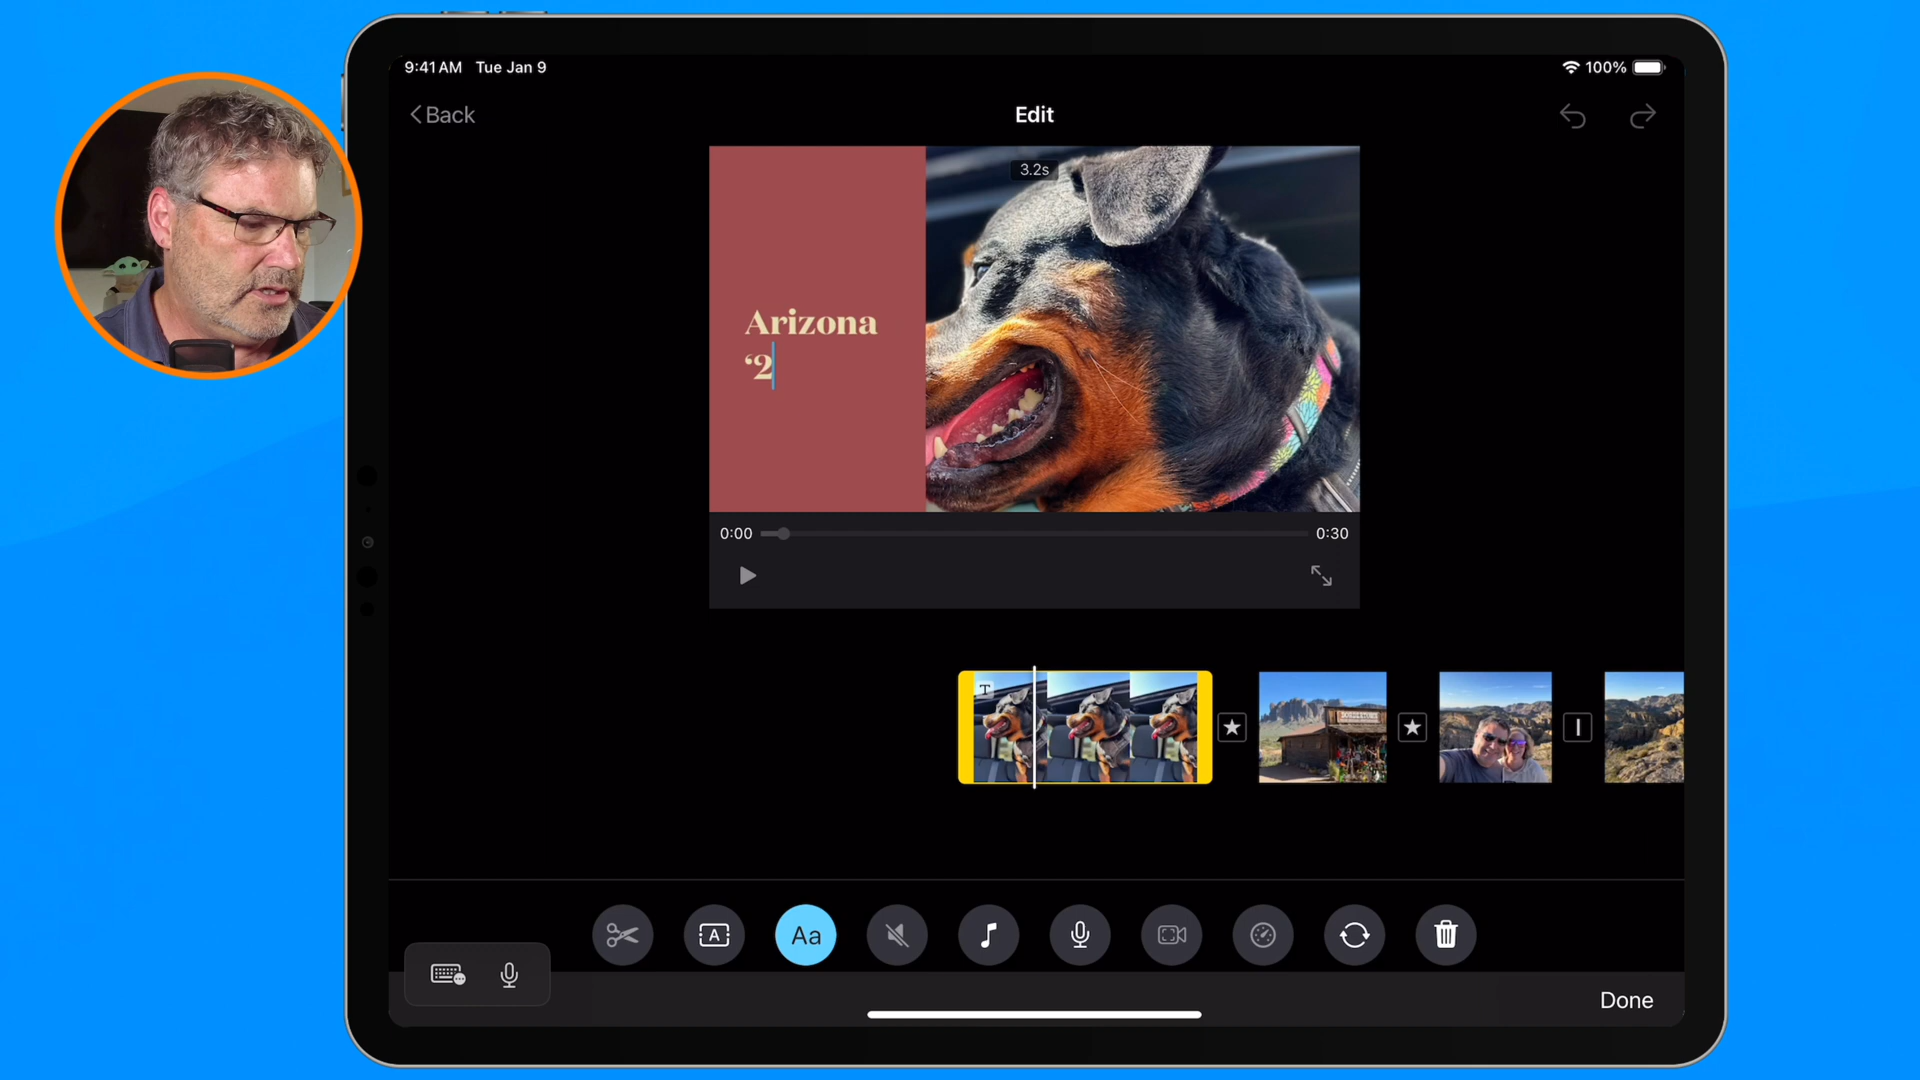 9:41 AM Tue Jan 9
100%
Back
Edit
3.2s
Arizona
‘2
0:00
0:30
T
A
Aa
Done